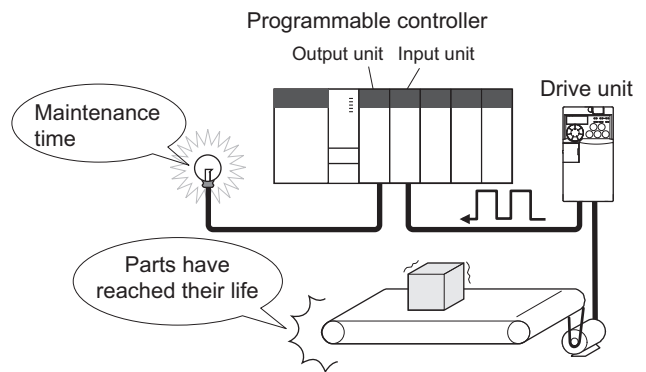 Programmable controller
Output unit Input unit
Drive unit
Maintenance
time
Parts have
reached their life